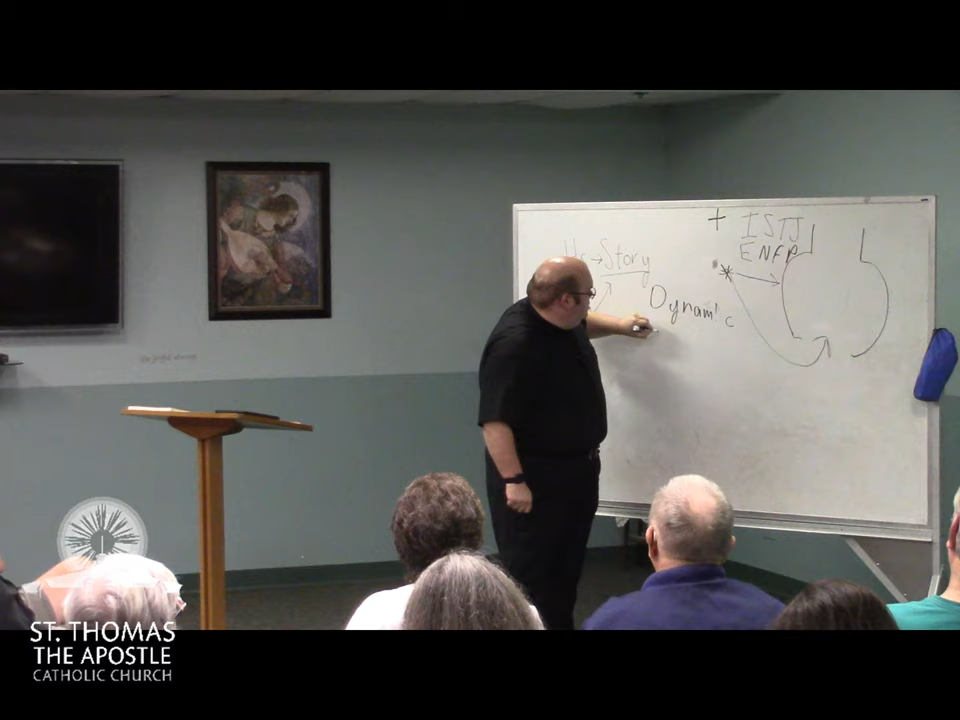 + ISTJ
ENFP
→ Story
Dynamic
ST. THOMAS
THE APOSTLE
CATHOLIC CHURCH